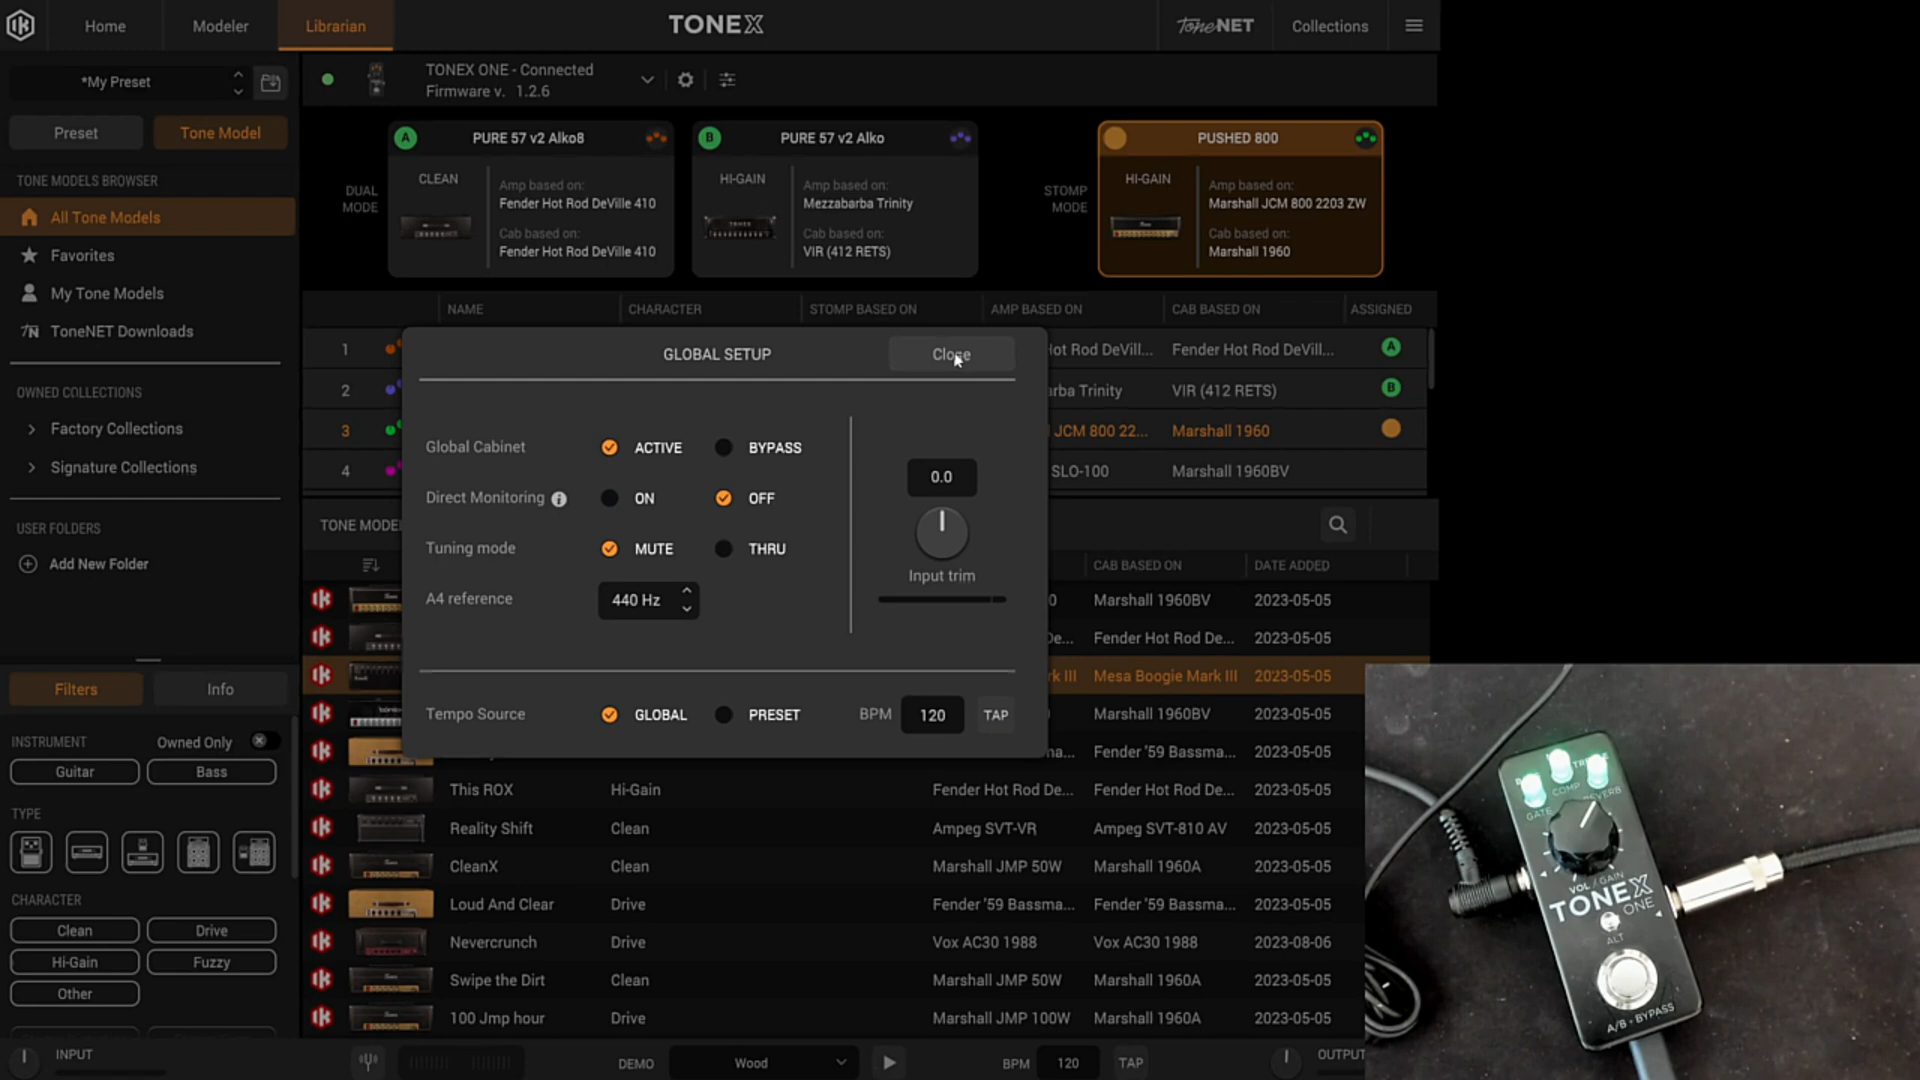 Home
Modeler
Librarian
TONEX
ToneNET
Collections
*My Preset
TONEX ONE - Connected
Firmware v. 1.2.6
Preset
Tone Model
TONE MODELS BROWSER
All Tone Models
Favorites
My Tone Models
ToneNET Downloads
OWNED COLLECTIONS
Factory Collections
Signature Collections
USER FOLDERS
Add New Folder
DUAL
MODE
A
PURE 57 v2 Alko8
CLEAN
Amp based on:
Fender Hot Rod DeVille 410
Cab based on:
Fender Hot Rod DeVille 410
B
PURE 57 v2 Alko
HI-GAIN
Amp based on:
Mezzabarba Trinity
Cab based on:
VIR (412 RETS)
STOMP
MODE
PUSHED 800
HI-GAIN
Amp based on:
Marshall JCM 800 2203 ZW
Cab based on:
Marshall 1960
NAME CHARACTER STOMP BASED ON AMP BASED ON CAB BASED ON ASSIGNED
1 Hot Rod DeVill... Fender Hot Rod DeVill... A
2 Trinity VIR (412 RETS) B
3 JCM 800 22... Marshall 1960
4 SLO-100 Marshall 1960BV
GLOBAL SETUP
Close
Global Cabinet ACTIVE BYPASS
Direct Monitoring ON OFF
Tuning mode MUTE THRU
A4 reference 440 Hz
0.0
Input trim
Tempo Source GLOBAL PRESET BPM 120 TAP
CAB BASED ON DATE ADDED
Marshall 1960BV 2023-05-05
Fender Hot Rod De... 2023-05-05
Mesa Boogie Mark III 2023-05-05
Marshall 1960BV 2023-05-05
Fender '59 Bassma... 2023-05-05
This ROX Hi-Gain Fender Hot Rod De... Fender Hot Rod De... 2023-05-05
Reality Shift Clean Ampeg SVT-VR Ampeg SVT-810 AV 2023-05-05
CleanX Clean Marshall JMP 50W Marshall 1960A 2023-05-05
Loud And Clear Drive Fender '59 Bassma... Fender '59 Bassma... 2023-05-05
Nevercrunch Drive Vox AC30 1988 Vox AC30 1988 2023-08-06
Swipe the Dirt Clean Marshall JMP 50W Marshall 1960A 2023-05-05
100 Jmp hour Drive Marshall JMP 100W Marshall 1960A 2023-05-05
Filters
Info
INSTRUMENT
Owned Only
Guitar
Bass
TYPE
CHARACTER
Clean
Drive
Hi-Gain
Fuzzy
Other
INPUT
DEMO
Wood
BPM 120 TAP
OUTPUT
GATE
COMP
REVERB
VOL / GAIN
TONEX
ONE
ALT
A/B • BYPASS